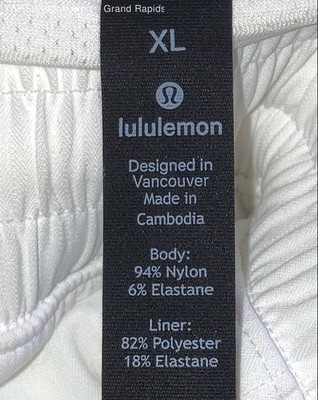 Grand Rapids
XL
lululemon
Designed in
Vancouver
Made in
Cambodia
Body:
94% Nylon
6% Elastane
Liner:
82% Polyester
18% Elastane